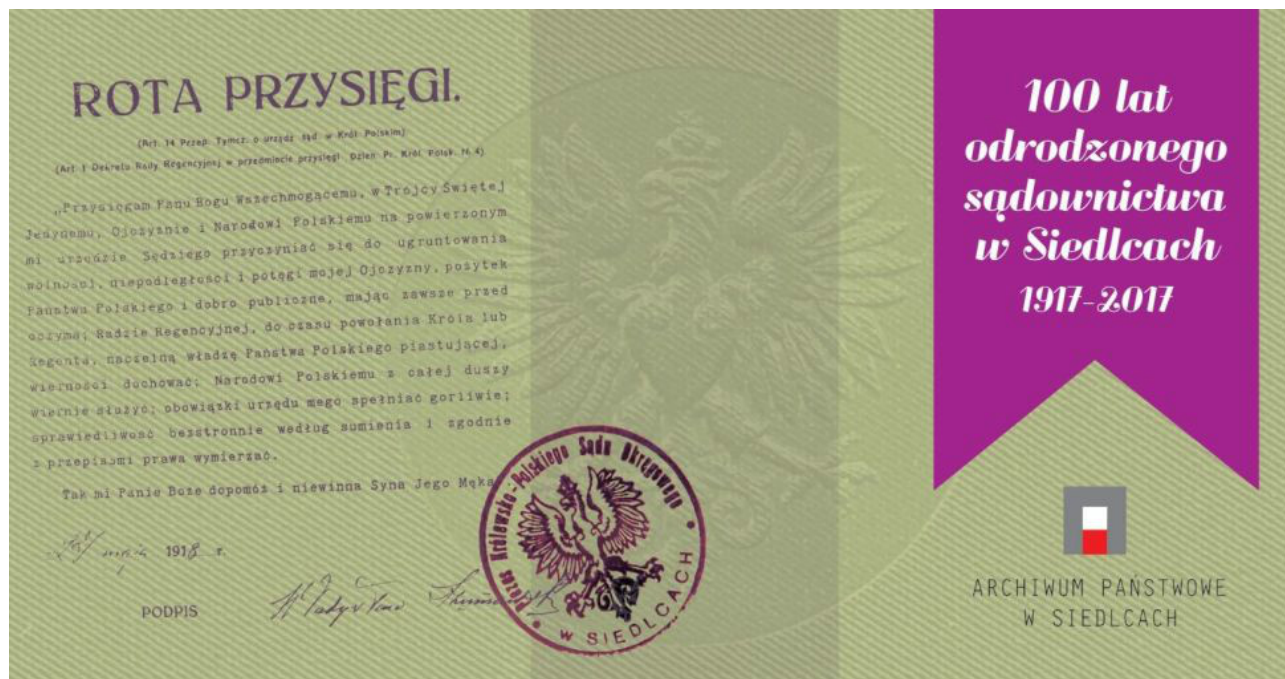 ROTA PRZYSIĘGI.
(Art. 14 Przep. Tymcz. o urządz. sąd. w Król. Polskim)
(Art. 1 Dekretu Rady Regencyjnej w przedmiocie przysięgi. Dzien. Pr. Król. Polsk. № 4)
„Przysięgam Panu Bogu Wszechmogącemu, w Trójcy Świętej
Jedynemu, Ojczyźnie i Narodowi Polskiemu na powierzonym
mi urzędzie Sędziego przyczyniać się do ugruntowania
wolności, niepodległości i potęgi mojej Ojczyzny, pożytek
Państwa Polskiego i dobro publiczne, mając zawsze przed
oczyma; Radzie Regencyjnej, do czasu powołania Króla lub
Regenta, naczelną władzę Państwa Polskiego piastującej,
wierności dochować; Narodowi Polskiemu z całej duszy
wiernie służyć; obowiązki urzędu mego spełniać gorliwie;
sprawiedliwość bezstronnie według sumienia i zgodnie
z przepisami prawa wymierzać.
Tak mi Panie Boże dopomóż i niewinna Syna Jego Męka
maja 1918 r.
PODPIS
Prezes Królewsko-Polskiego Sądu Okręgowego
W SIEDLCACH
100 lat
odrodzonego
sądownictwa
w Siedlcach
1917-2017
ARCHIWUM PAŃSTWOWE
W SIEDLCACH